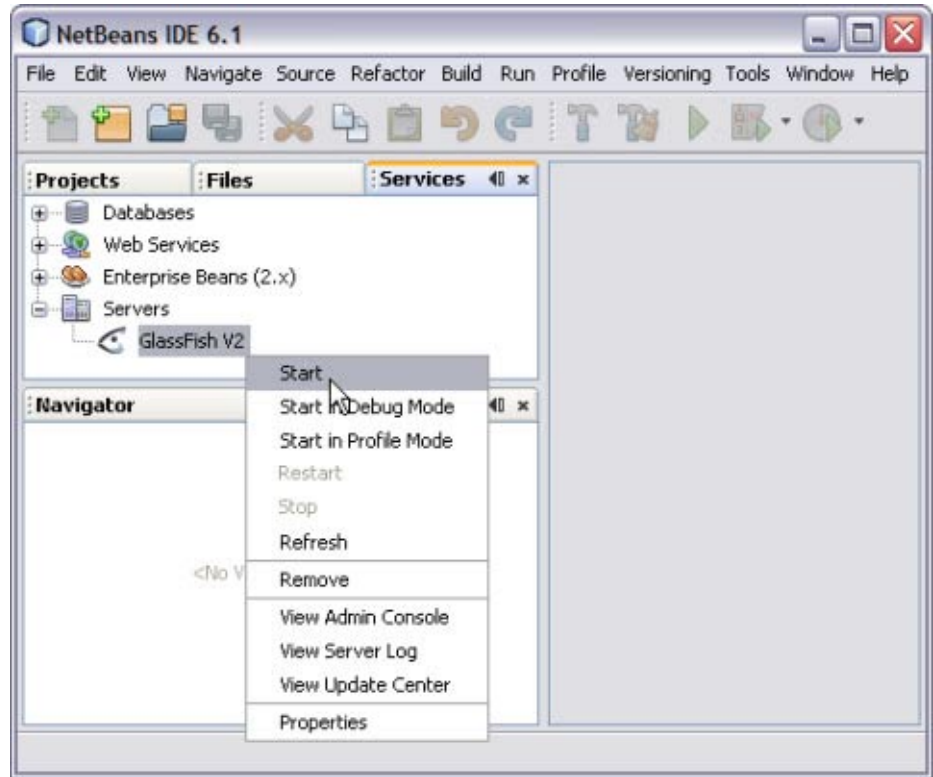 NetBeans IDE 6.1
File Edit View Navigate Source Refactor Build Run Profile Versioning Tools Window Help
Projects Files Services
Databases
Web Services
Enterprise Beans (2.x)
Servers
GlassFish V2
Start
Navigator
Start in Debug Mode
Start in Profile Mode
Restart
Stop
Refresh
<No V
Remove
View Admin Console
View Server Log
View Update Center
Properties